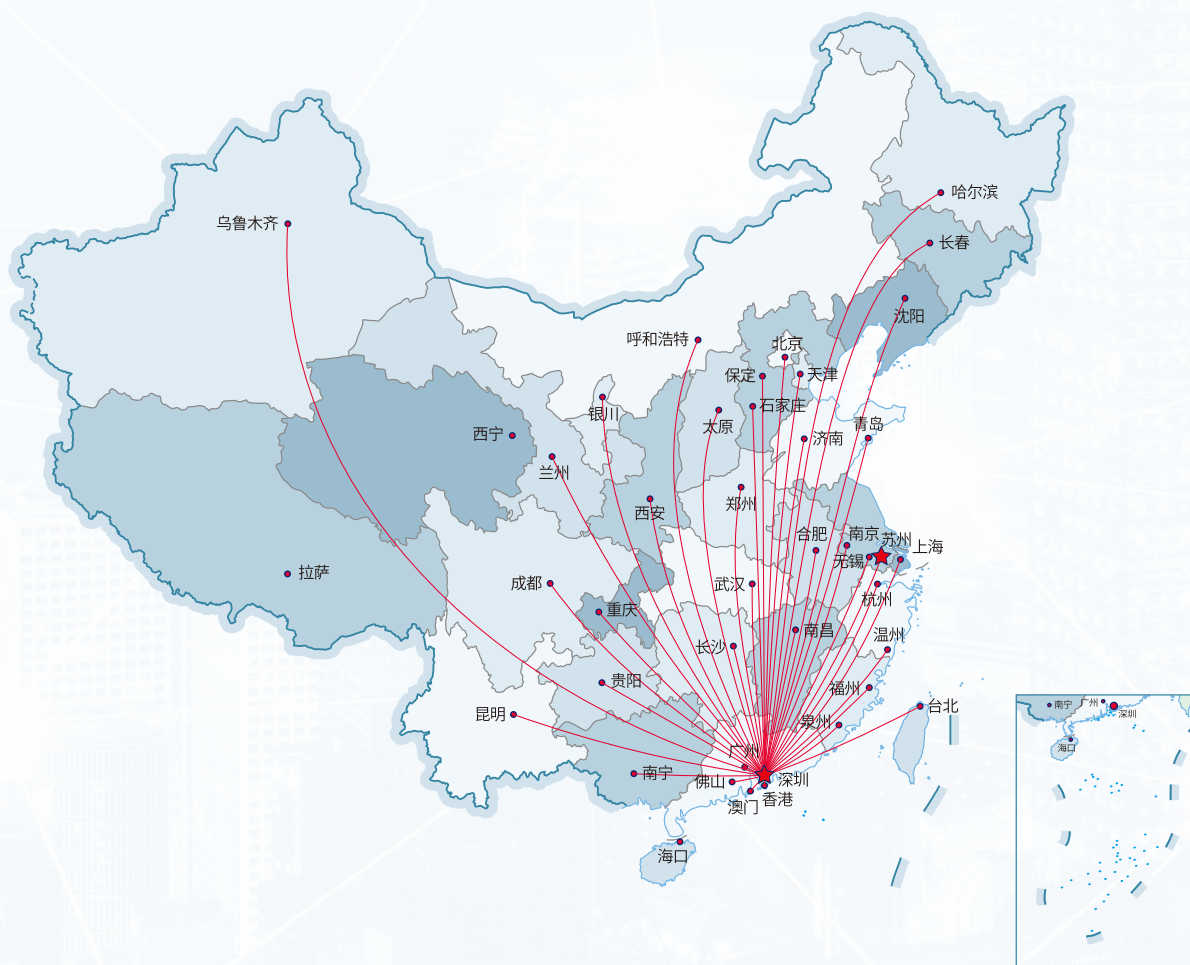 哈尔滨
乌鲁木齐
长春
沈阳
呼和浩特
北京
保定
天津
石家庄
银川
太原
青岛
西宁
济南
兰州
郑州
西安
合肥
南京
苏州
上海
无锡
拉萨
成都
武汉
杭州
重庆
南昌
温州
长沙
贵阳
福州
台北
昆明
泉州
广州
南宁
佛山
深圳
香港
澳门
海口
南宁
广州
深圳
海口